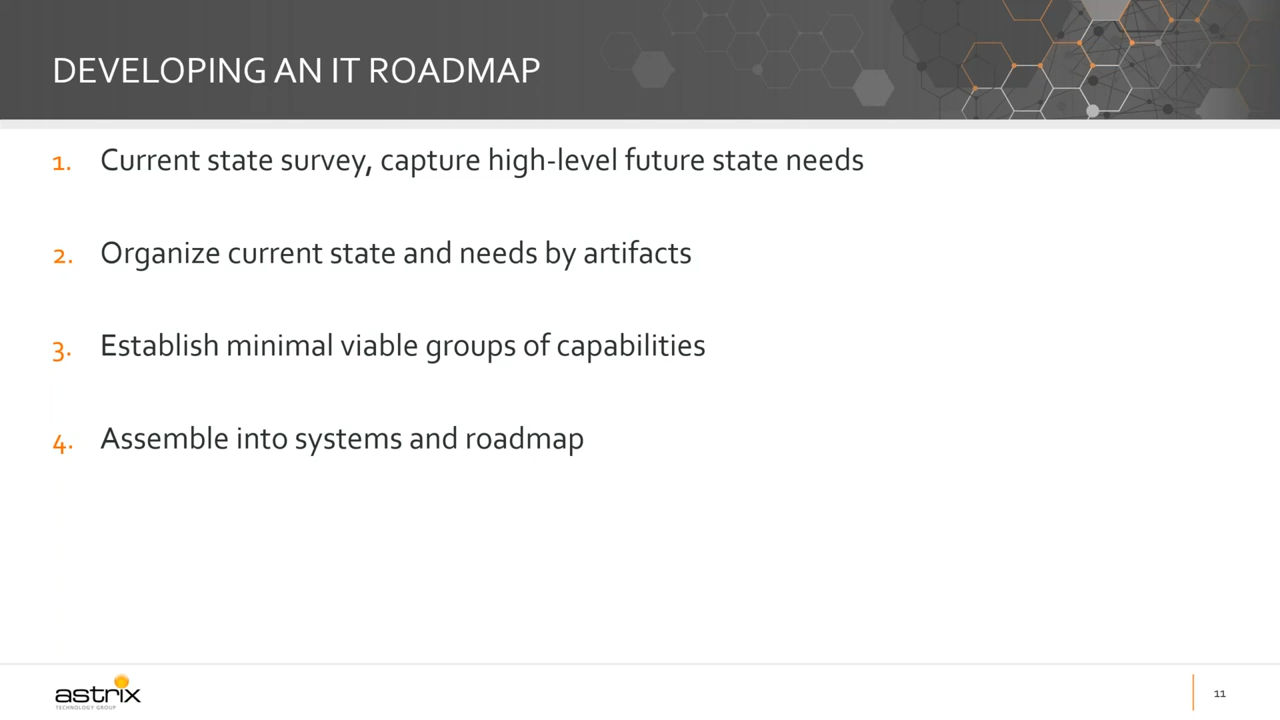 DEVELOPING AN IT ROADMAP
1. Current state survey, capture high-level future state needs
2. Organize current state and needs by artifacts
3. Establish minimal viable groups of capabilities
4. Assemble into systems and roadmap
astrix
TECHNOLOGY GROUP
11